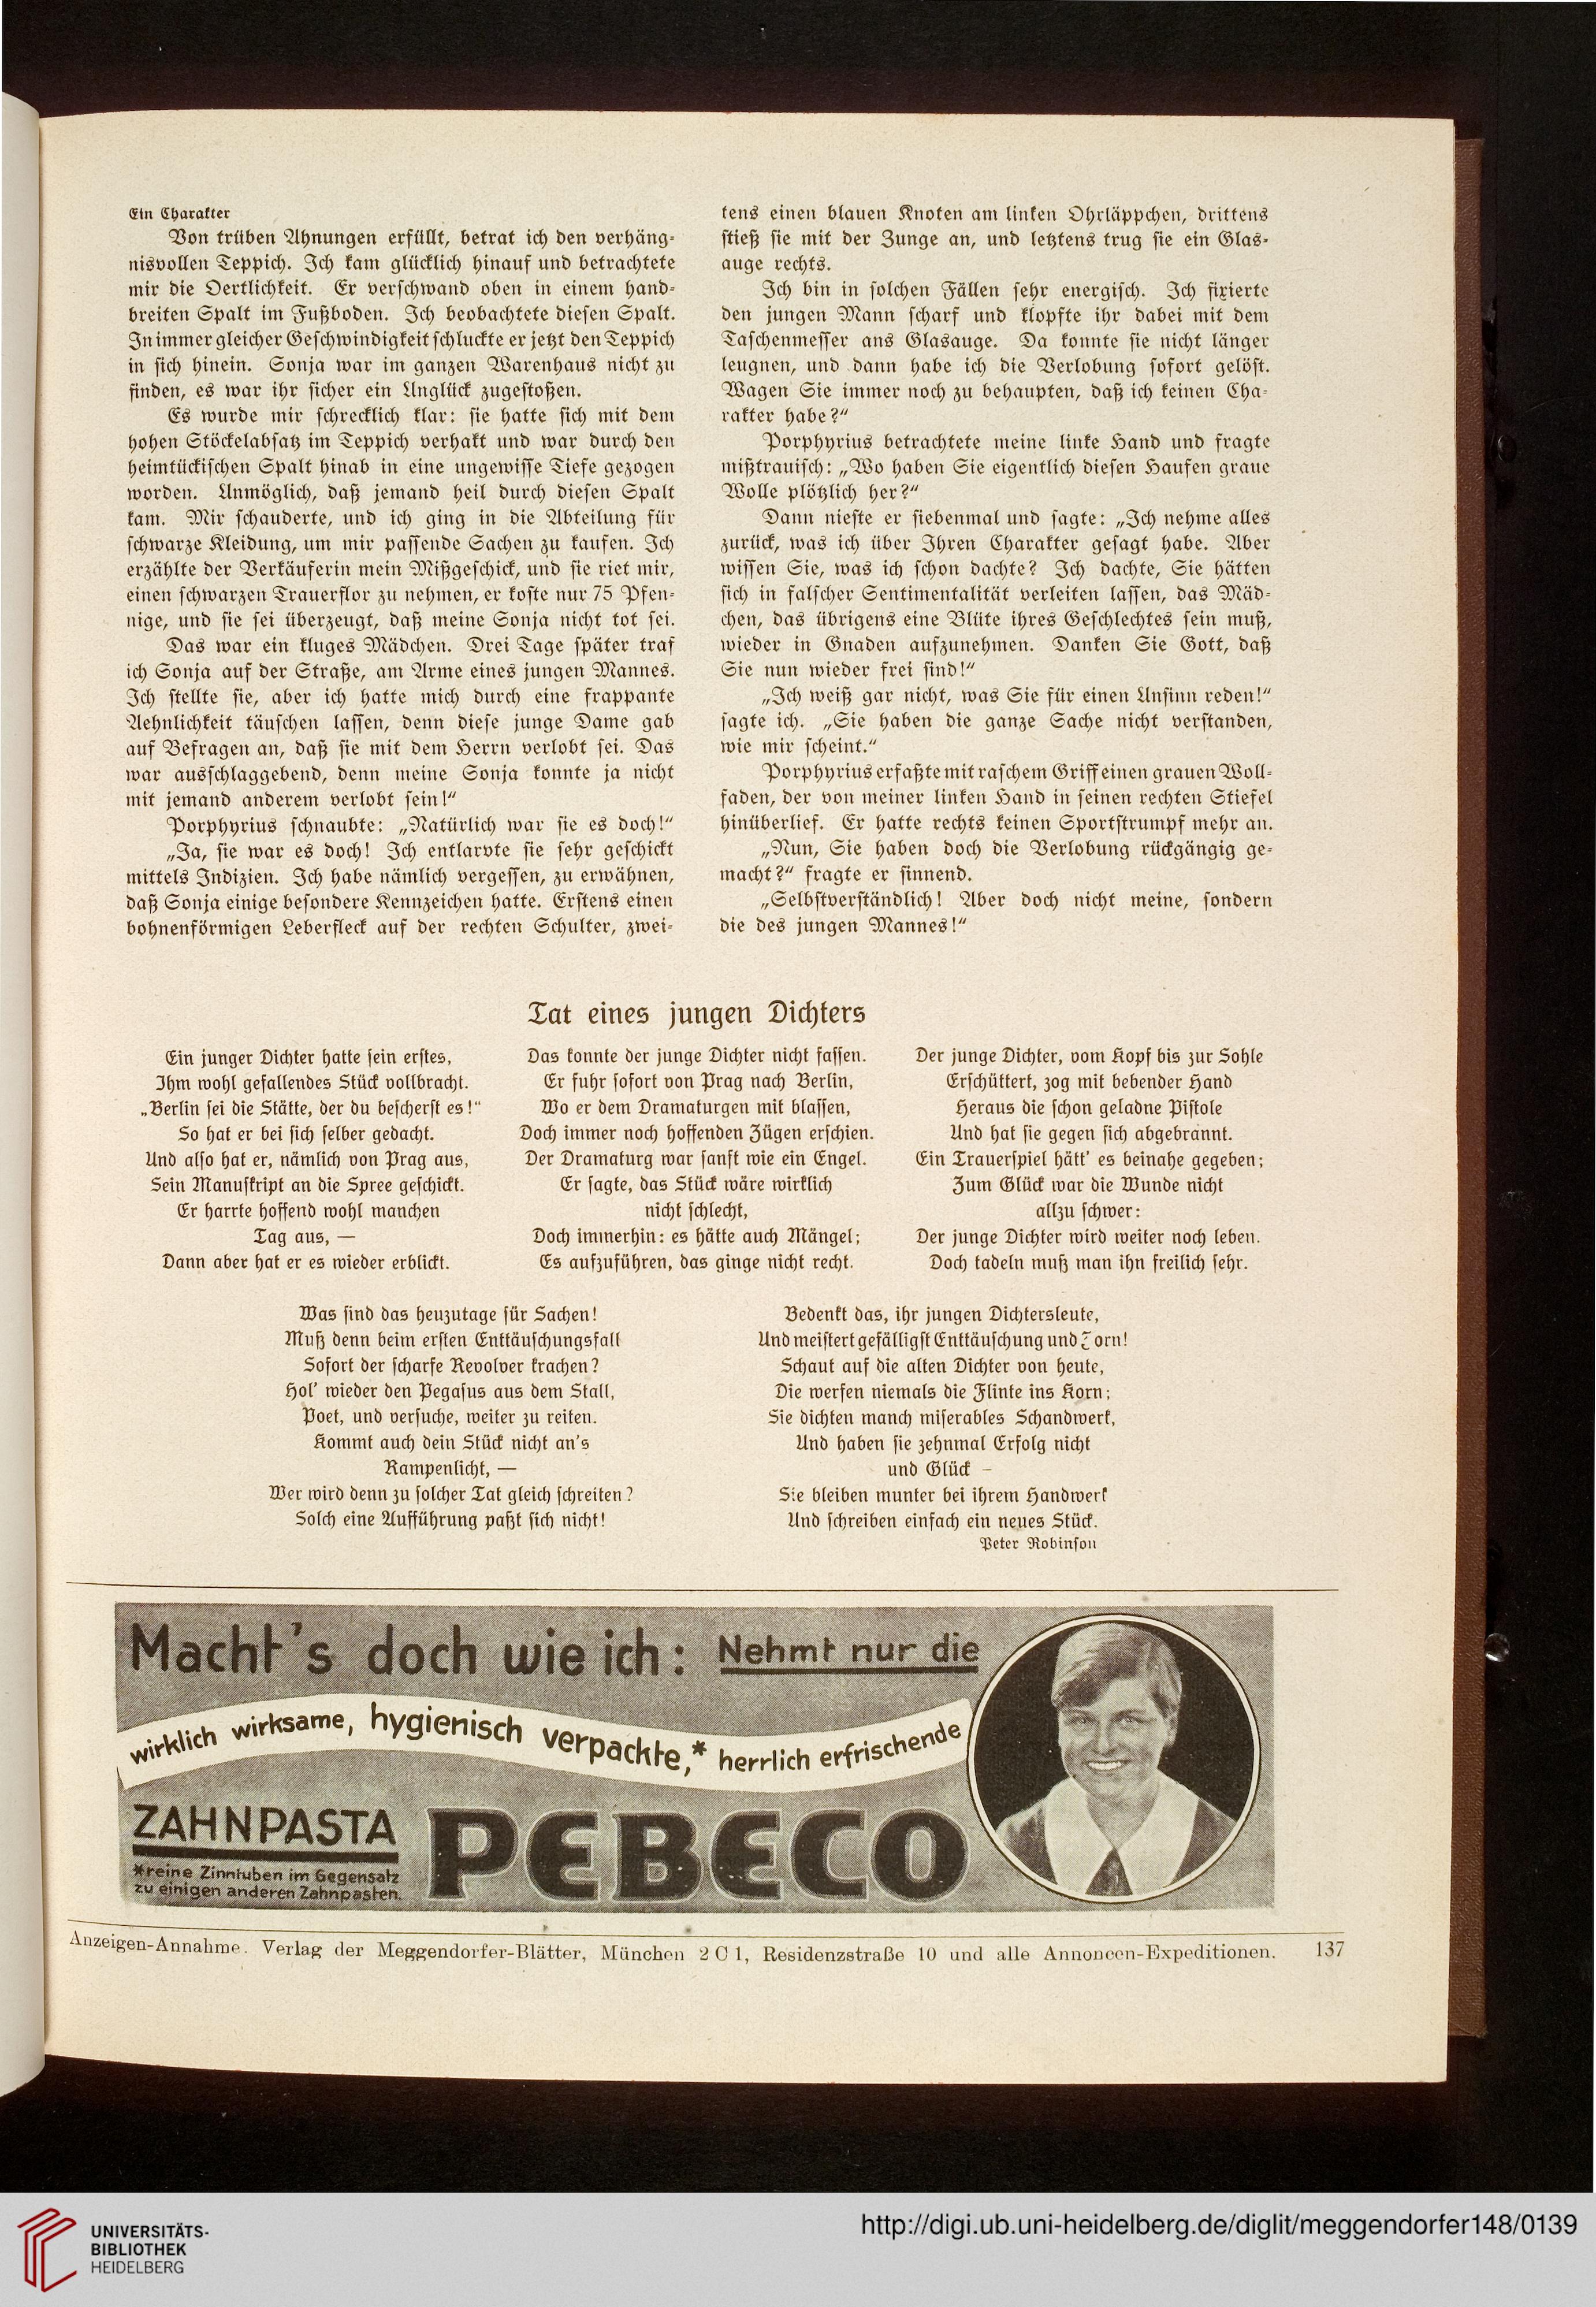 Ein Charakter
Von trüben Ahnungen erfüllt, betrat ich den verhäng-
nisvollen Teppich. Ich kam glücklich hinauf und betrachtete
mir die Oertlichkeit. Er verschwand oben in einem hand-
breiten Spalt im Fußboden. Ich beobachtete diesen Spalt.
In immer gleicher Geschwindigkeit schluckte er jetzt den Teppich
in sich hinein. Sonja war im ganzen Warenhaus nicht zu
finden, es war ihr sicher ein Unglück zugestoßen.
Es wurde mir schrecklich klar: sie hatte sich mit dem
hohen Stöckelabsatz im Teppich verhakt und war durch den
heimtückischen Spalt hinab in eine ungewisse Tiefe gezogen
worden. Unmöglich, daß jemand heil durch diesen Spalt
kam. Mir schauderte, und ich ging in die Abteilung für
schwarze Kleidung, um mir passende Sachen zu kaufen. Ich
erzählte der Verkäuferin mein Mißgeschick, und sie riet mir,
einen schwarzen Trauerflor zu nehmen, er koste nur 75 Pfen-
nige, und sie sei überzeugt, daß meine Sonja nicht tot sei.
Das war ein kluges Mädchen. Drei Tage später traf
ich Sonja auf der Straße, am Arme eines jungen Mannes.
Ich stellte sie, aber ich hatte mich durch eine frappante
Aehnlichkeit täuschen lassen, denn diese junge Dame gab
auf Befragen an, daß sie mit dem Herrn verlobt sei. Das
war ausschlaggebend, denn meine Sonja konnte ja nicht
mit jemand anderem verlobt sein!“
Porphyrius schnaubte: „Natürlich war sie es doch!“
„Ja, sie war es doch! Ich entlarvte sie sehr geschickt
mittels Indizien. Ich habe nämlich vergessen, zu erwähnen,
daß Sonja einige besondere Kennzeichen hatte. Erstens einen
bohnenförmigen Leberfleck auf der rechten Schulter, zwei-
tens einen blauen Knoten am linken Ohrläppchen, drittens
stieß sie mit der Zunge an, und letztens trug sie ein Glas-
auge rechts.
Ich bin in solchen Fällen sehr energisch. Ich fixierte
den jungen Mann scharf und klopfte ihr dabei mit dem
Taschenmesser ans Glasauge. Da konnte sie nicht länger
leugnen, und dann habe ich die Verlobung sofort gelöst.
Wagen Sie immer noch zu behaupten, daß ich keinen Cha-
rakter habe?“
Porphyrius betrachtete meine linke Hand und fragte
mißtrauisch: „Wo haben Sie eigentlich diesen Haufen graue
Wolle plötzlich her?“
Dann nieste er siebenmal und sagte: „Ich nehme alles
zurück, was ich über Ihren Charakter gesagt habe. Aber
wissen Sie, was ich schon dachte? Ich dachte, Sie hätten
sich in falscher Sentimentalität verleiten lassen, das Mäd-
chen, das übrigens eine Blüte ihres Geschlechtes sein muß,
wieder in Gnaden aufzunehmen. Danken Sie Gott, daß
Sie nun wieder frei sind!“
„Ich weiß gar nicht, was Sie für einen Unsinn reden!“
sagte ich. „Sie haben die ganze Sache nicht verstanden,
wie mir scheint.“
Porphyrius erfaßte mit raschem Griff einen grauen Woll-
faden, der von meiner linken Hand in seinen rechten Stiefel
hinüberlief. Er hatte rechts keinen Sportstrumpf mehr an.
„Nun, Sie haben doch die Verlobung rückgängig ge-
macht?“ fragte er sinnend.
„Selbstverständlich! Aber doch nicht meine, sondern
die des jungen Mannes!“
Tat eines jungen Dichters
Ein junger Dichter hatte sein erstes,
Ihm wohl gefallendes Stück vollbracht.
„Berlin sei die Stätte, der du bescherst es!“
So hat er bei sich selber gedacht.
Und also hat er, nämlich von Prag aus,
Sein Manuskript an die Spree geschickt.
Er harrte hoffend wohl manchen
Tag aus, —
Dann aber hat er es wieder erblickt.
Das konnte der junge Dichter nicht fassen.
Er fuhr sofort von Prag nach Berlin,
Wo er dem Dramaturgen mit blassen,
Doch immer noch hoffenden Zügen erschien.
Der Dramaturg war sanft wie ein Engel.
Er sagte, das Stück wäre wirklich
nicht schlecht,
Doch immerhin: es hätte auch Mängel;
Es aufzuführen, das ginge nicht recht.
Der junge Dichter, vom Kopf bis zur Sohle
Erschüttert, zog mit bebender Hand
Heraus die schon geladne Pistole
Und hat sie gegen sich abgebrannt.
Ein Trauerspiel hätt' es beinahe gegeben;
Zum Glück war die Wunde nicht
allzu schwer:
Der junge Dichter wird weiter noch leben.
Doch tadeln muß man ihn freilich sehr.
Was sind das heuzutage für Sachen!
Muß denn beim ersten Enttäuschungsfall
Sofort der scharfe Revolver krachen?
Hol' wieder den Pegasus aus dem Stall,
Poet, und versuche, weiter zu reiten.
Kommt auch dein Stück nicht an's
Rampenlicht, —
Wer wird denn zu solcher Tat gleich schreiten?
Solch eine Aufführung paßt sich nicht!
Bedenkt das, ihr jungen Dichtersleute,
Und meistert gefälligst Enttäuschung und Zorn!
Schaut auf die alten Dichter von heute,
Die werfen niemals die Flinte ins Korn;
Sie dichten manch miserables Schandwerk,
Und haben sie zehnmal Erfolg nicht
und Glück –
Sie bleiben munter bei ihrem Handwerk
Und schreiben einfach ein neues Stück.
Peter Robinson
Macht's doch wie ich: Nehmt nur die
wirklich wirksame, hygienisch verpackte,* herrlich erfrischende
ZAHNPASTA PEBECO
*reine Zinntuben im Gegensatz
zu einigen anderen Zahnpasten.
Anzeigen-Annahme. Verlag der Meggendorfer-Blätter, München 2 C 1, Residenzstraße 10 und alle Annoncen-Expeditionen. 137
UNIVERSITÄTS-
BIBLIOTHEK
HEIDELBERG
http://digi.ub.uni-heidelberg.de/diglit/meggendorfer148/0139